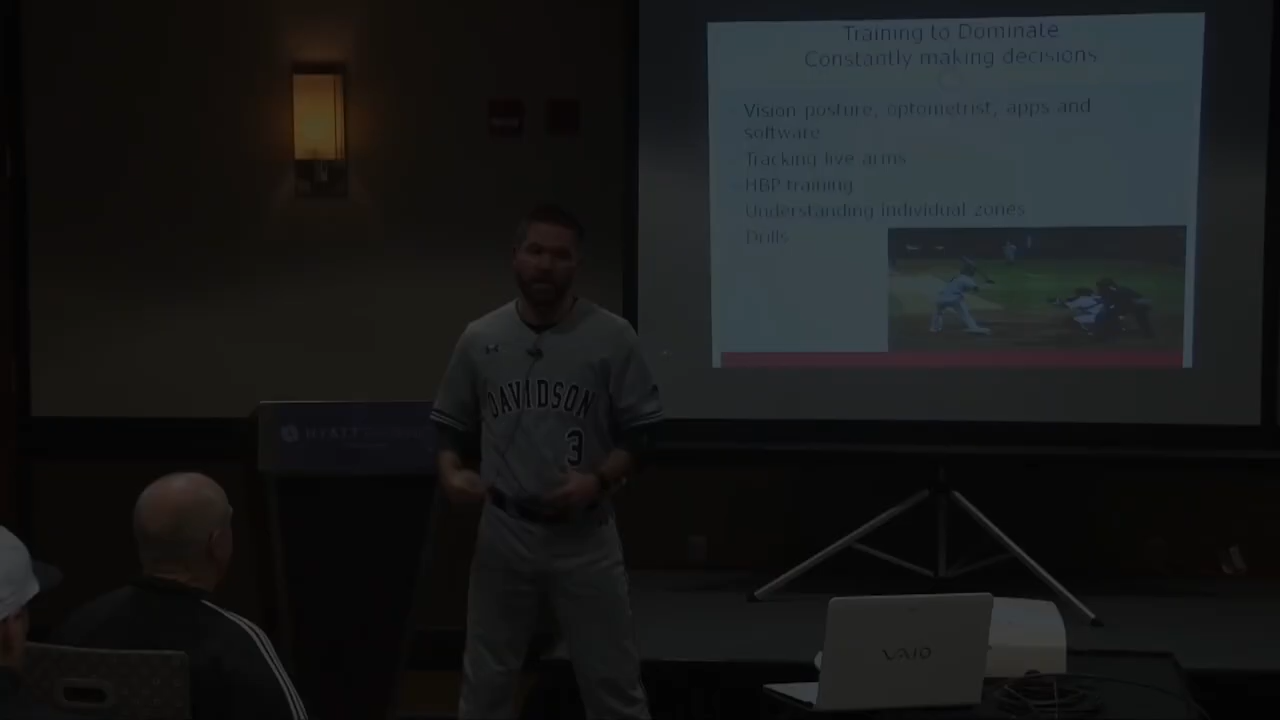 Training to Dominate
Constantly making decisions
Vision posture, optometrist, apps and
software
Tracking live arms
HBP training
Understanding individual zones
Drills
DAVIDSON
3
HYATT
VAIO